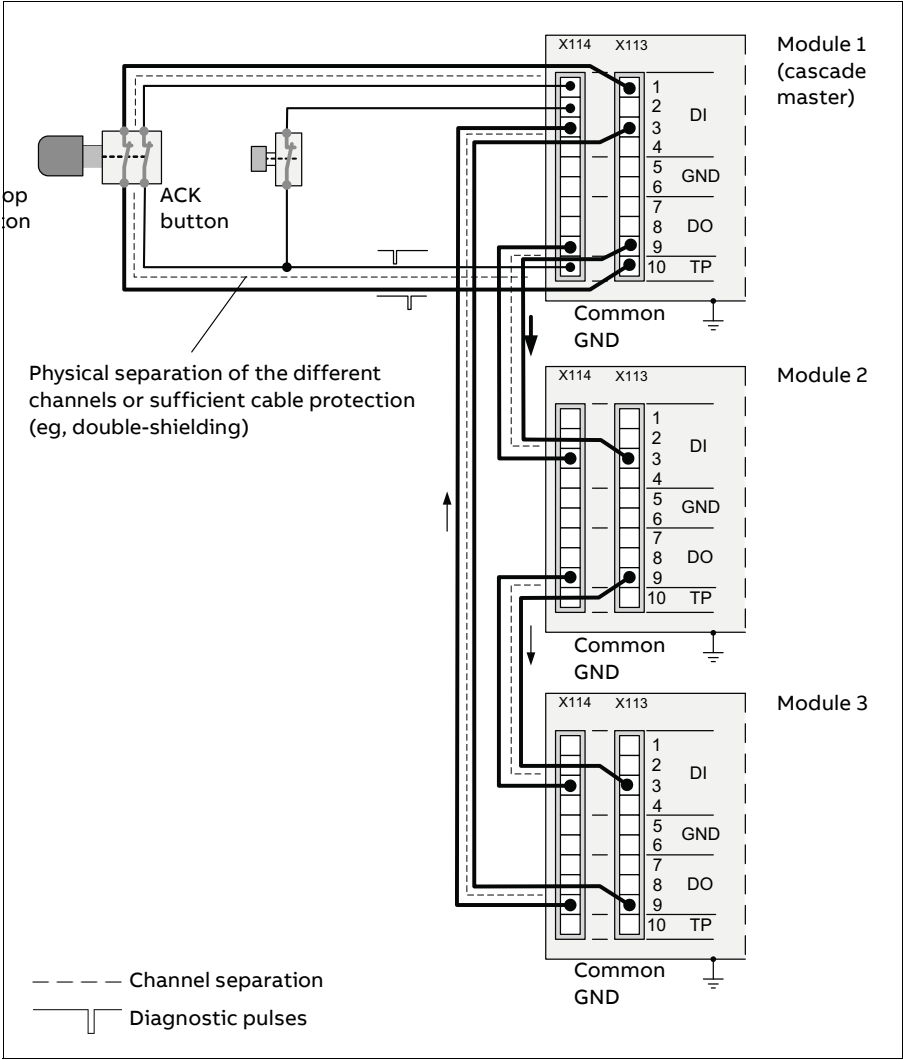 X114 X113
Module 1
(cascade
master)
1
2
3
4
5
6
7
8
9
10
DI
GND
DO
TP
op
ton
ACK
button
Common
GND
Physical separation of the different
channels or sufficient cable protection
(eg, double-shielding)
X114 X113
Module 2
1
2
3
4
5
6
7
8
9
10
DI
GND
DO
TP
Common
GND
X114 X113
Module 3
1
2
3
4
5
6
7
8
9
10
DI
GND
DO
TP
Common
GND
Channel separation
Diagnostic pulses